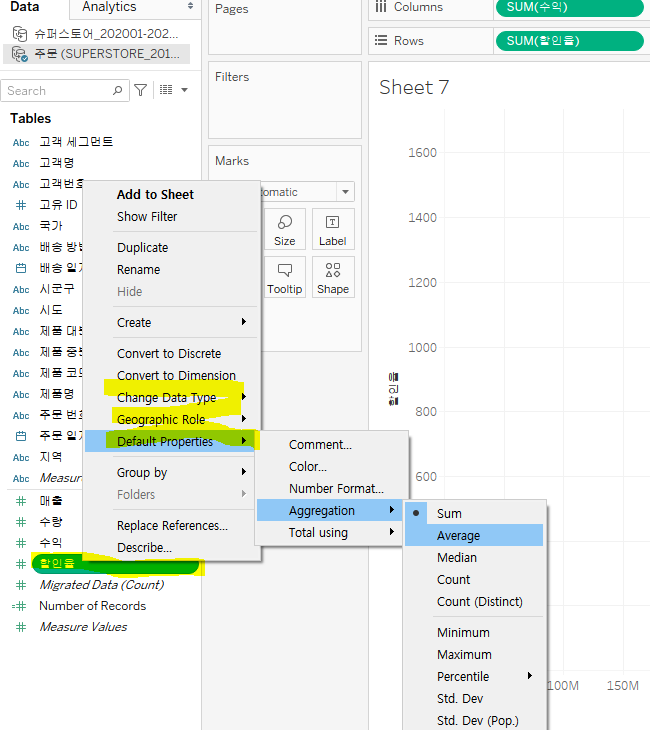 Data
Analytics
슈퍼스토어_202001-202...
주문 (SUPERSTORE_201...
Search
Tables
Abc 고객 세그먼트
Abc 고객명
Abc 고객번호
# 고유 ID
Abc 국가
Abc 배송 방법
배송 일자
Abc 시군구
Abc 시도
Abc 제품 대
Abc 제품 중
Abc 제품 코드
Abc 제품명
Abc 주문 번호
주문 일자
Abc 지역
Measure
# 매출
# 수량
# 수익
# 할인율
# Migrated Data (Count)
=# Number of Records
# Measure Values
Add to Sheet
Show Filter
Duplicate
Rename
Hide
Create
Convert to Discrete
Convert to Dimension
Change Data Type
Geographic Role
Default Properties
Group by
Folders
Replace References...
Describe...
Comment...
Color...
Number Format...
Aggregation
Total using
Sum
Average
Median
Count
Count (Distinct)
Minimum
Maximum
Percentile
Std. Dev
Std. Dev (Pop.)
Pages
Filters
Marks
omatic
Size
Label
Tooltip
Shape
Columns
SUM(수익)
Rows
SUM(할인율)
Sheet 7
1600
1400
1200
1000
800
600
할인율
100M
150M